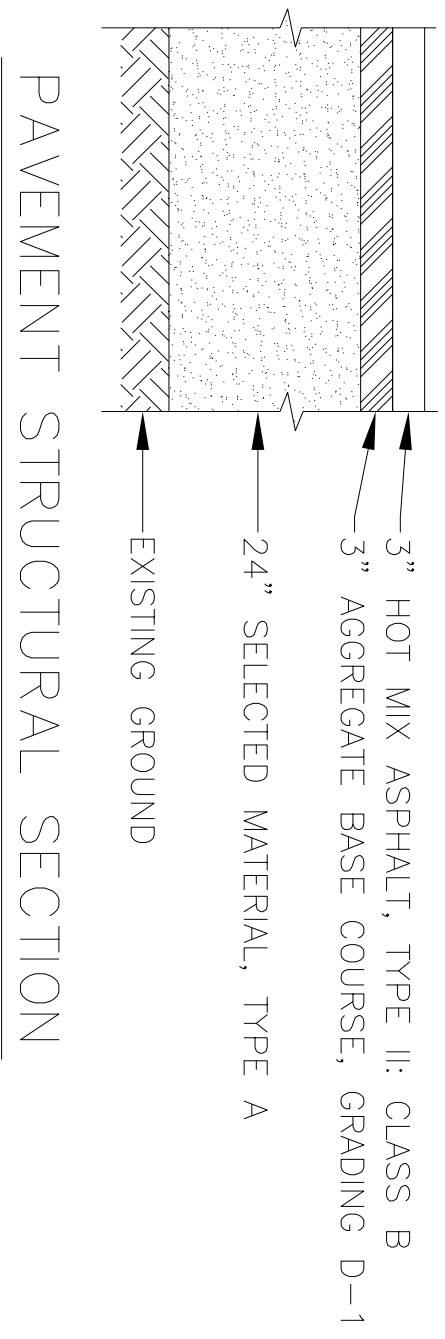 3" HOT MIX ASPHALT, TYPE II: CLASS B
3" AGGREGATE BASE COURSE, GRADING D-1
24" SELECTED MATERIAL, TYPE A
EXISTING GROUND
PAVEMENT STRUCTURAL SECTION